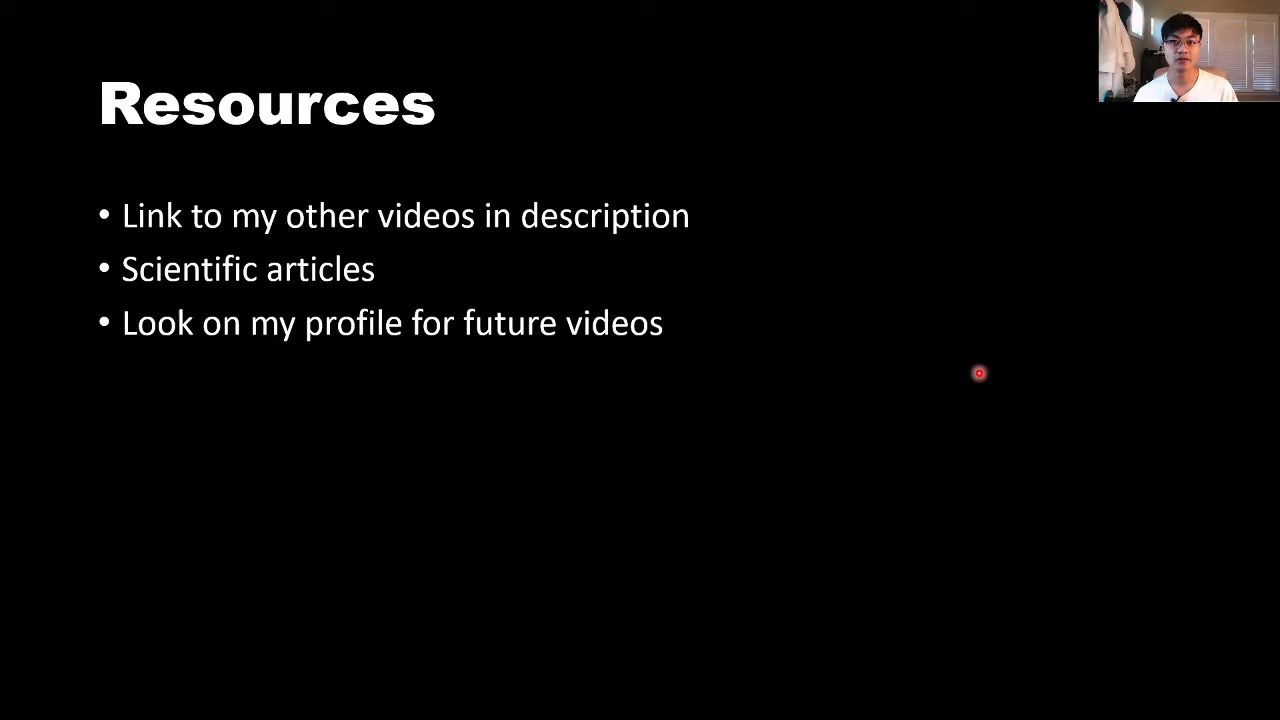 Resources
• Link to my other videos in description
• Scientific articles
• Look on my profile for future videos